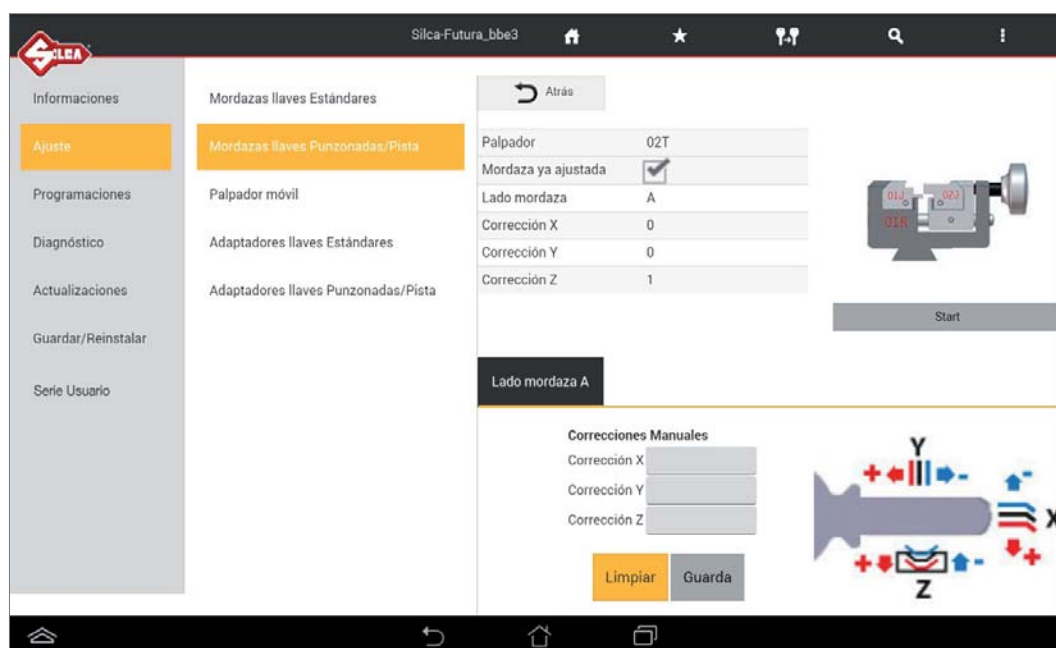 SILCA
Silca-Futura_bbe3
Informaciones
Ajuste
Programaciones
Diagnóstico
Actualizaciones
Guardar/Reinstalar
Serie Usuario
Mordazas llaves Estándares
Mordazas llaves Punzonadas/Pista
Palpador móvil
Adaptadores llaves Estándares
Adaptadores llaves Punzonadas/Pista
Atrás
Palpador 02T
Mordaza ya ajustada
Lado mordaza A
Corrección X 0
Corrección Y 0
Corrección Z 1
01J 02J
01R
Start
Lado mordaza A
Correcciones Manuales
Corrección X
Corrección Y
Corrección Z
Limpiar Guarda
Y
+ -
-
X
+
+ -
Z